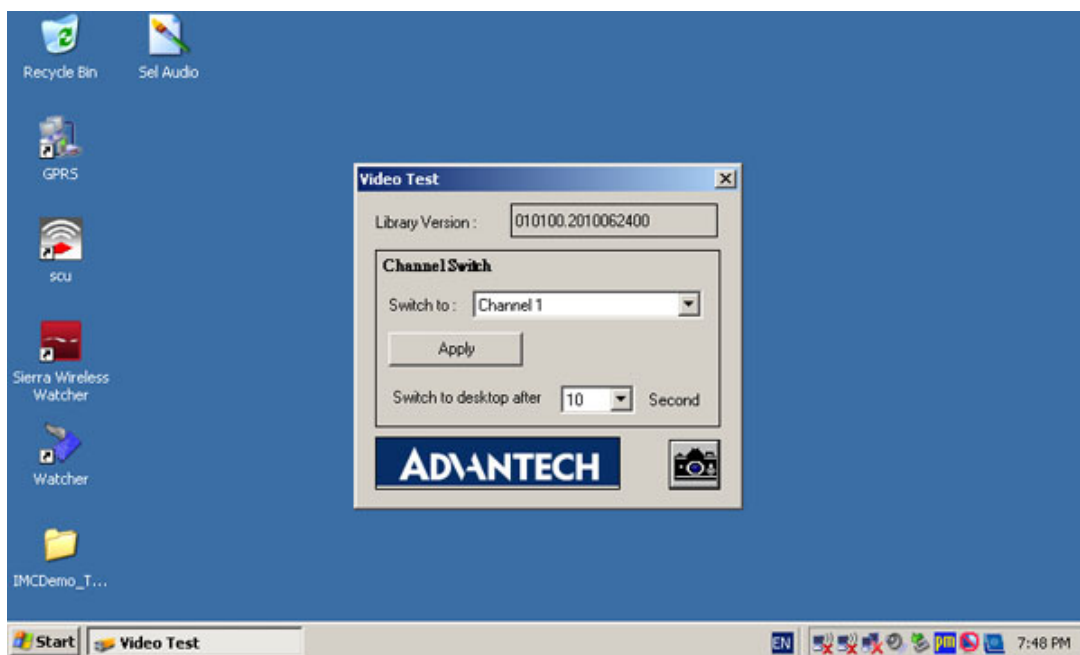 Recycle Bin
Sel Audio
GPRS
scu
Sierra Wireless
Watcher
Watcher
IMCDemo_T...
Video Test
Library Version :
010100.2010062400
Channel Switch
Switch to :
Channel 1
Apply
Switch to desktop after
10
Second
ADVANTECH
Start
Video Test
EN
pm
7:48 PM